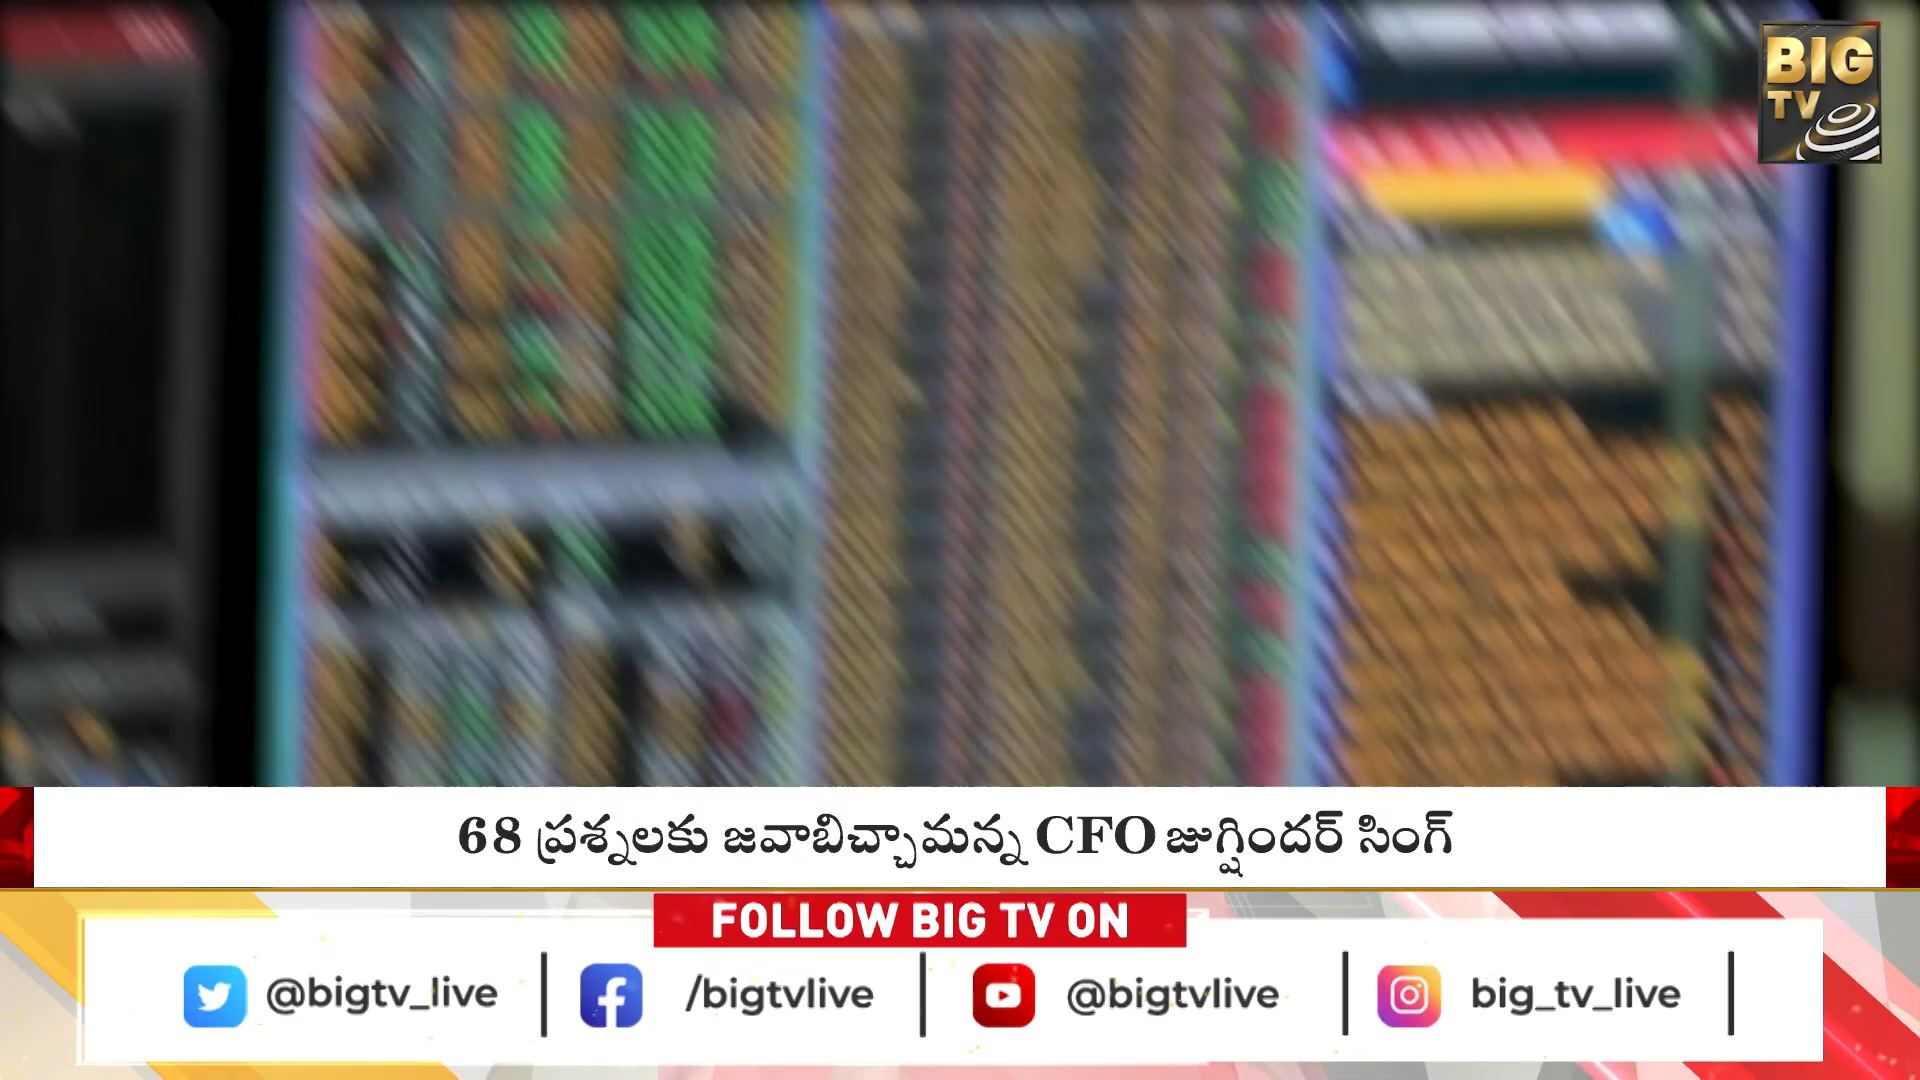 BIG
TV
68 ప్రశ్నలకు జవాబిచ్చామన్న CFO జుగ్షిందర్ సింగ్
FOLLOW BIG TV ON
@bigtv_live
/bigtvlive
@bigtvlive
big_tv_live